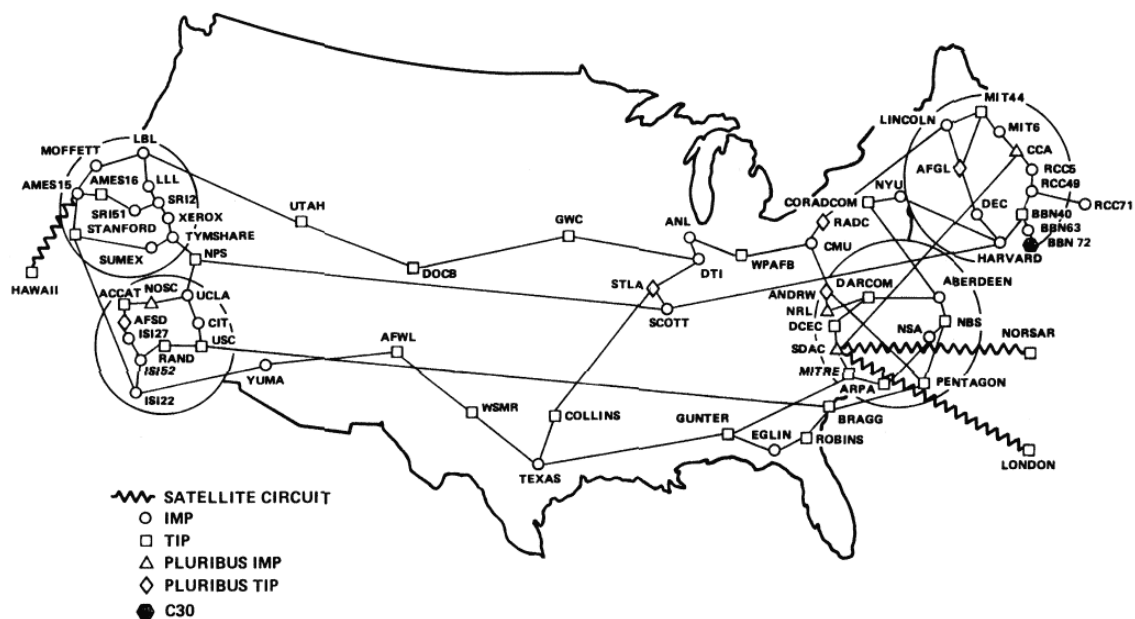 MIT44
LINCOLN
MIT6
CCA
LBL
MOFFETT
AMES16
LLL
AMES15
AFGL
RCC5
RCC49
RCC71
NYU
DEC
SRI2
SRI51
XEROX
UTAH
GWC
ANL
CORADCOM
RADC
BBN40
BBN63
BBN 72
STANFORD
TYMSHARE
SUMEX
NPS
HARVARD
CMU
WPAFB
DOCB
DTI
HAWAII
STLA
ANDRW
DARCOM
ABERDEEN
ACCAT
NOSC
UCLA
NRL
SCOTT
AFSD
CIT
DCEC
NSA
NBS
NORSAR
ISI27
RAND
USC
AFWL
SDAC
ISI52
YUMA
MITRE
ARPA
PENTAGON
ISI22
WSMR
COLLINS
GUNTER
BRAGG
EGLIN
ROBINS
TEXAS
LONDON
SATELLITE CIRCUIT
IMP
TIP
PLURIBUS IMP
PLURIBUS TIP
C30